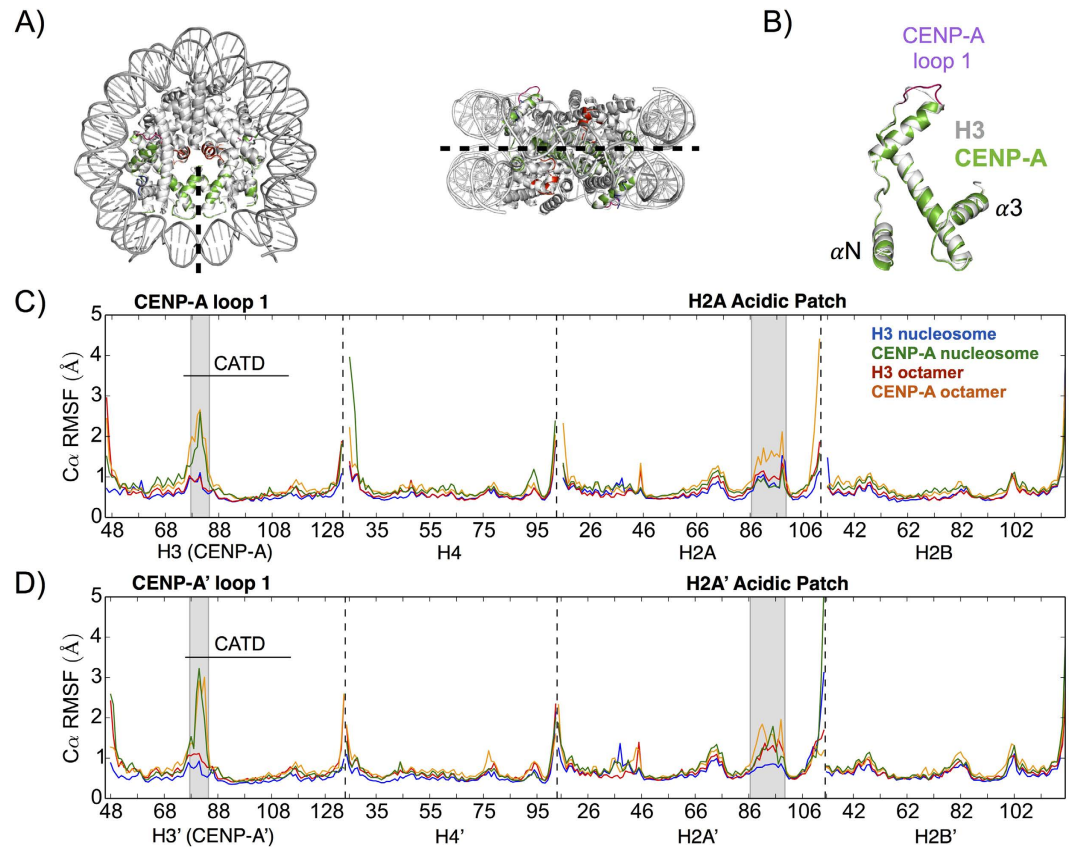 A)
B)
CENP-A
loop 1
H3
CENP-A
αN
α3
C)
CENP-A loop 1
H2A Acidic Patch
5
4
3
2
1
0
Cα RMSF (Å)
CATD
H3 nucleosome
CENP-A nucleosome
H3 octamer
CENP-A octamer
48 68 88 108 128 35 55 75 95 26 46 66 86 106 42 62 82 102
H3 (CENP-A) H4 H2A H2B
D)
CENP-A’ loop 1
H2A’ Acidic Patch
5
4
3
2
1
0
Cα RMSF (Å)
CATD
48 68 88 108 128 35 55 75 95 26 46 66 86 106 42 62 82 102
H3’ (CENP-A’) H4’ H2A’ H2B’